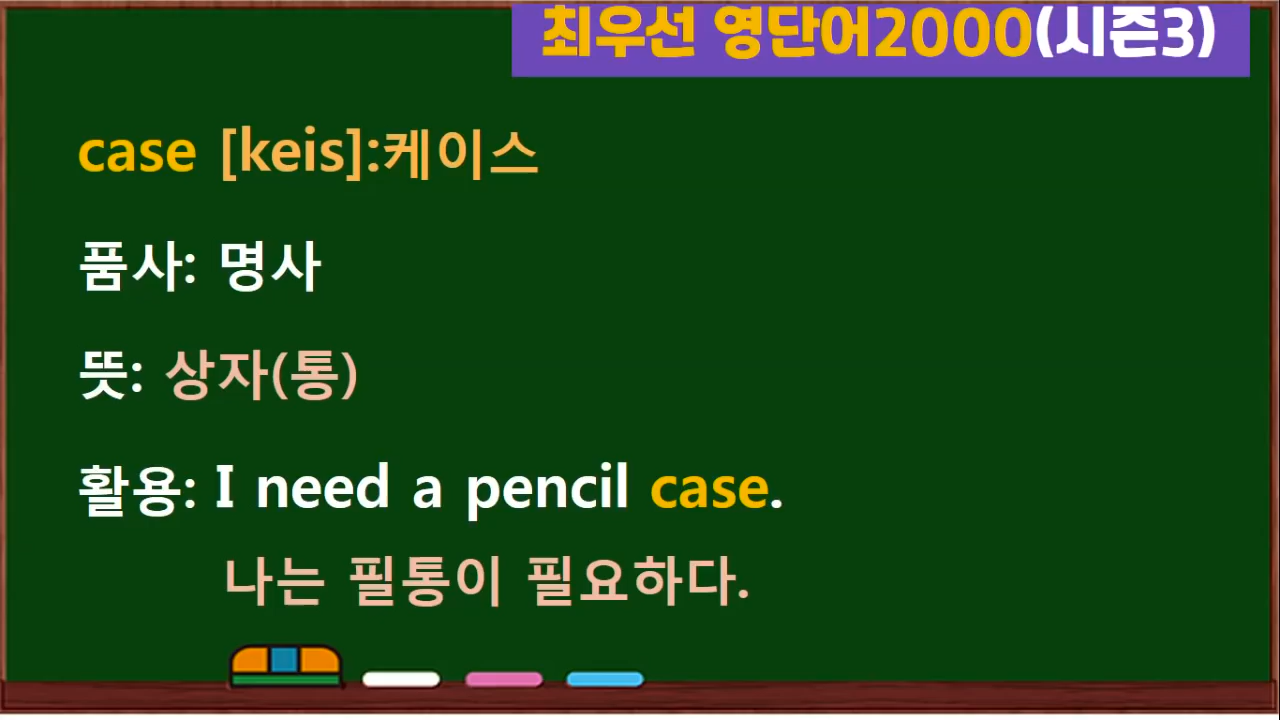 최우선 영단어2000(시즌3)
case [keis]:케이스
품사: 명사
뜻: 상자(통)
활용: I need a pencil case.
나는 필통이 필요하다.